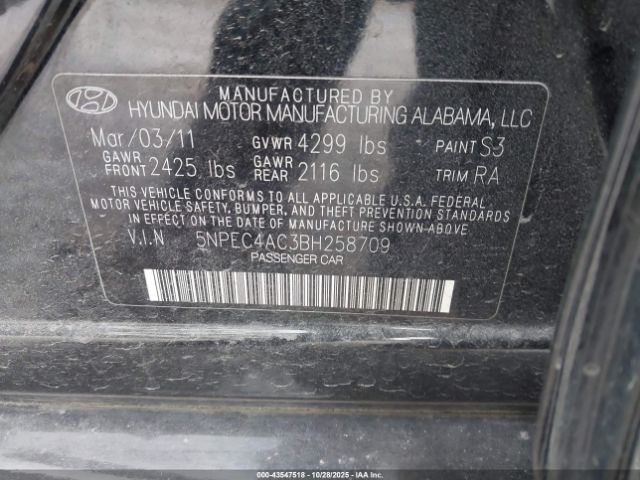 MANUFACTURED BY
HYUNDAI MOTOR MANUFACTURING ALABAMA, LLC
Mar/03/11 GVWR 4299 lbs PAINT S3
GAWR FRONT 2425 lbs GAWR REAR 2116 lbs TRIM RA
THIS VEHICLE CONFORMS TO ALL APPLICABLE U.S.A. FEDERAL
MOTOR VEHICLE SAFETY, BUMPER, AND THEFT PREVENTION STANDARDS
IN EFFECT ON THE DATE OF MANUFACTURE SHOWN ABOVE.
V.I.N 5NPEC4AC3BH258709
PASSENGER CAR
000-43547518 | 10/28/2025 | IAAI.COM